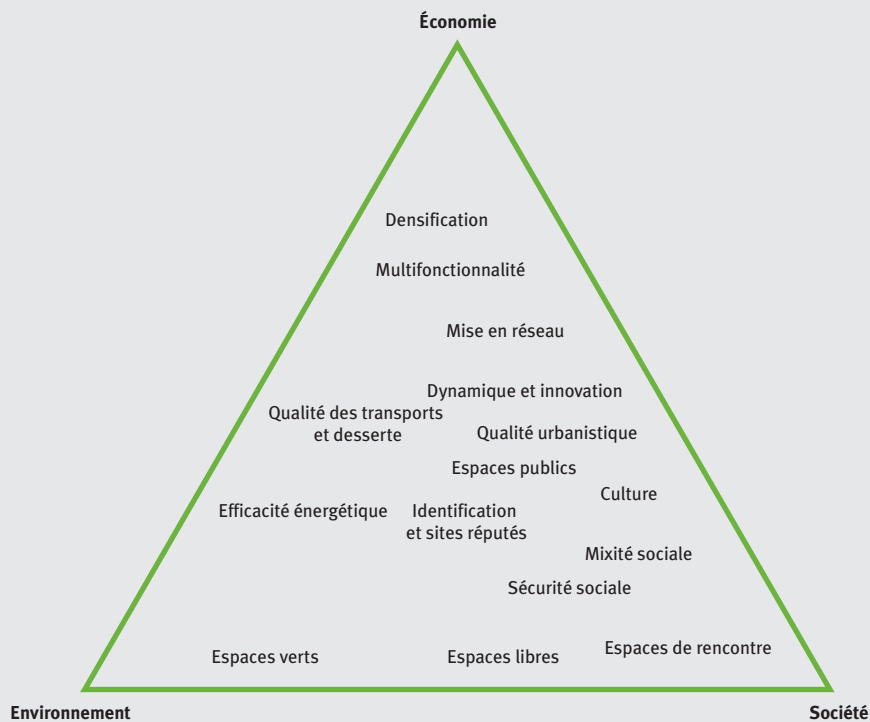 Économie
Densification
Multifonctionnalité
Mise en réseau
Dynamique et innovation
Qualité des transports
et desserte
Qualité urbanistique
Espaces publics
Culture
Efficacité énergétique
Identification
et sites réputés
Mixité sociale
Sécurité sociale
Espaces de rencontre
Espaces verts
Espaces libres
Environnement
Société